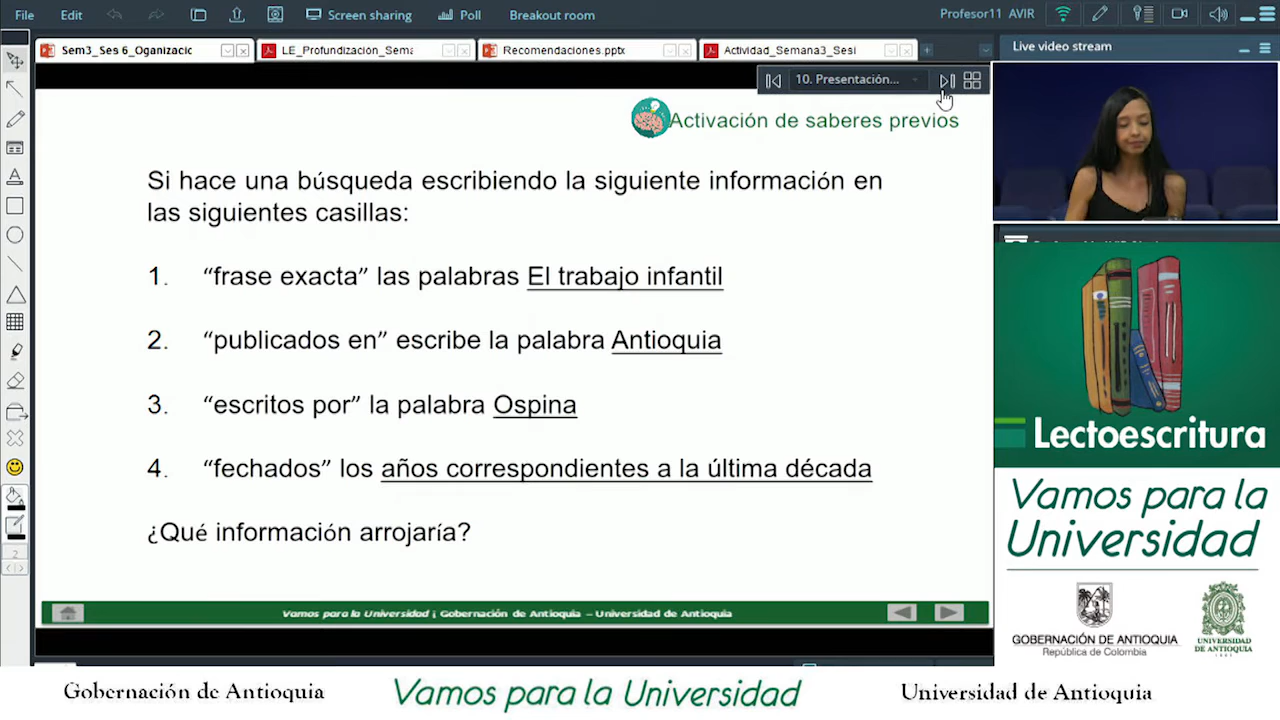 File Edit Screen sharing Poll Breakout room Profesor11 AVIR
Sem3_Ses 6_Oganizacic LE_Profundización_Sema Recomendaciones.pptx Actividad_Semana3_Sesi
Live video stream
10. Presentación...
Activación de saberes previos
Si hace una búsqueda escribiendo la siguiente información en
las siguientes casillas:
1. “frase exacta” las palabras El trabajo infantil
2. “publicados en” escribe la palabra Antioquia
3. “escritos por” la palabra Ospina
4. “fechados” los años correspondientes a la última década
¿Qué información arrojaría?
Vamos para la Universidad ¡ Gobernación de Antioquia – Universidad de Antioquia
2
Lectoescritura
Vamos para la
Universidad
GOBERNACIÓN DE ANTIOQUIA
República de Colombia
UNIVERSIDAD
DE ANTIOQUIA
Gobernación de Antioquia Vamos para la Universidad Universidad de Antioquia